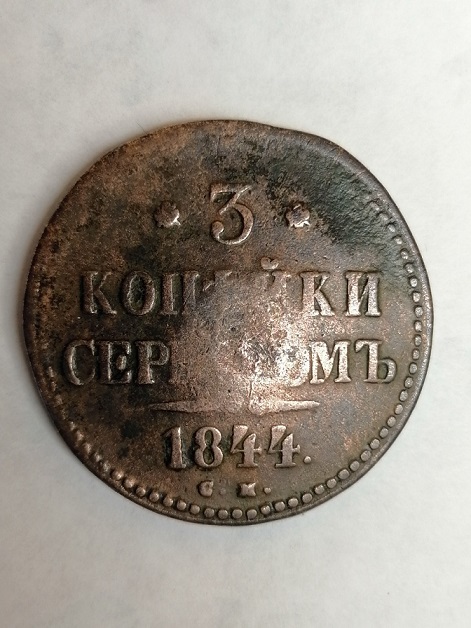 * 3 *
КОПѢЙКИ
СЕРЕБРОМЪ
1844.
С. М.